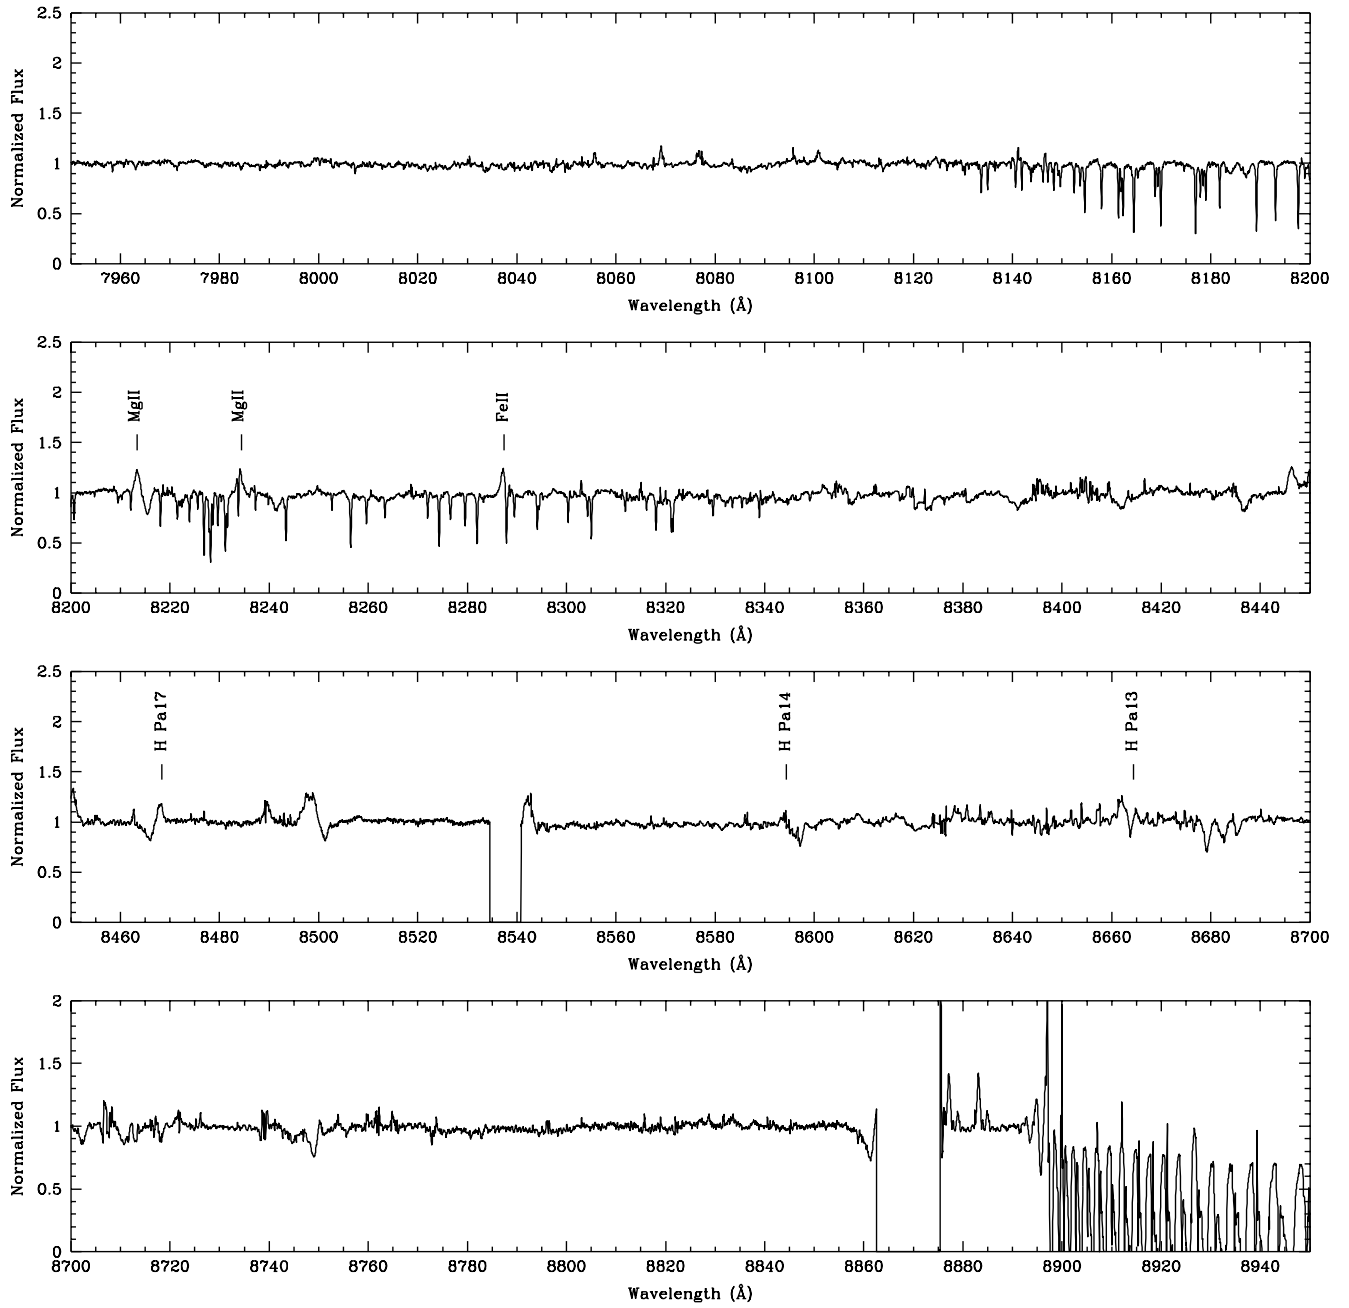 2.5
2
1.5
1
0.5
0
Normalized Flux
7960 7980 8000 8020 8040 8060 8080 8100 8120 8140 8160 8180 8200
Wavelength (Å)
2.5
2
1.5
1
0.5
0
Normalized Flux
MgII
MgII
FeII
8200 8220 8240 8260 8280 8300 8320 8340 8360 8380 8400 8420 8440
Wavelength (Å)
2.5
2
1.5
1
0.5
0
Normalized Flux
H Pa17
H Pa14
H Pa13
8460 8480 8500 8520 8540 8560 8580 8600 8620 8640 8660 8680 8700
Wavelength (Å)
2
1.5
1
0.5
0
Normalized Flux
8700 8720 8740 8760 8780 8800 8820 8840 8860 8880 8900 8920 8940
Wavelength (Å)